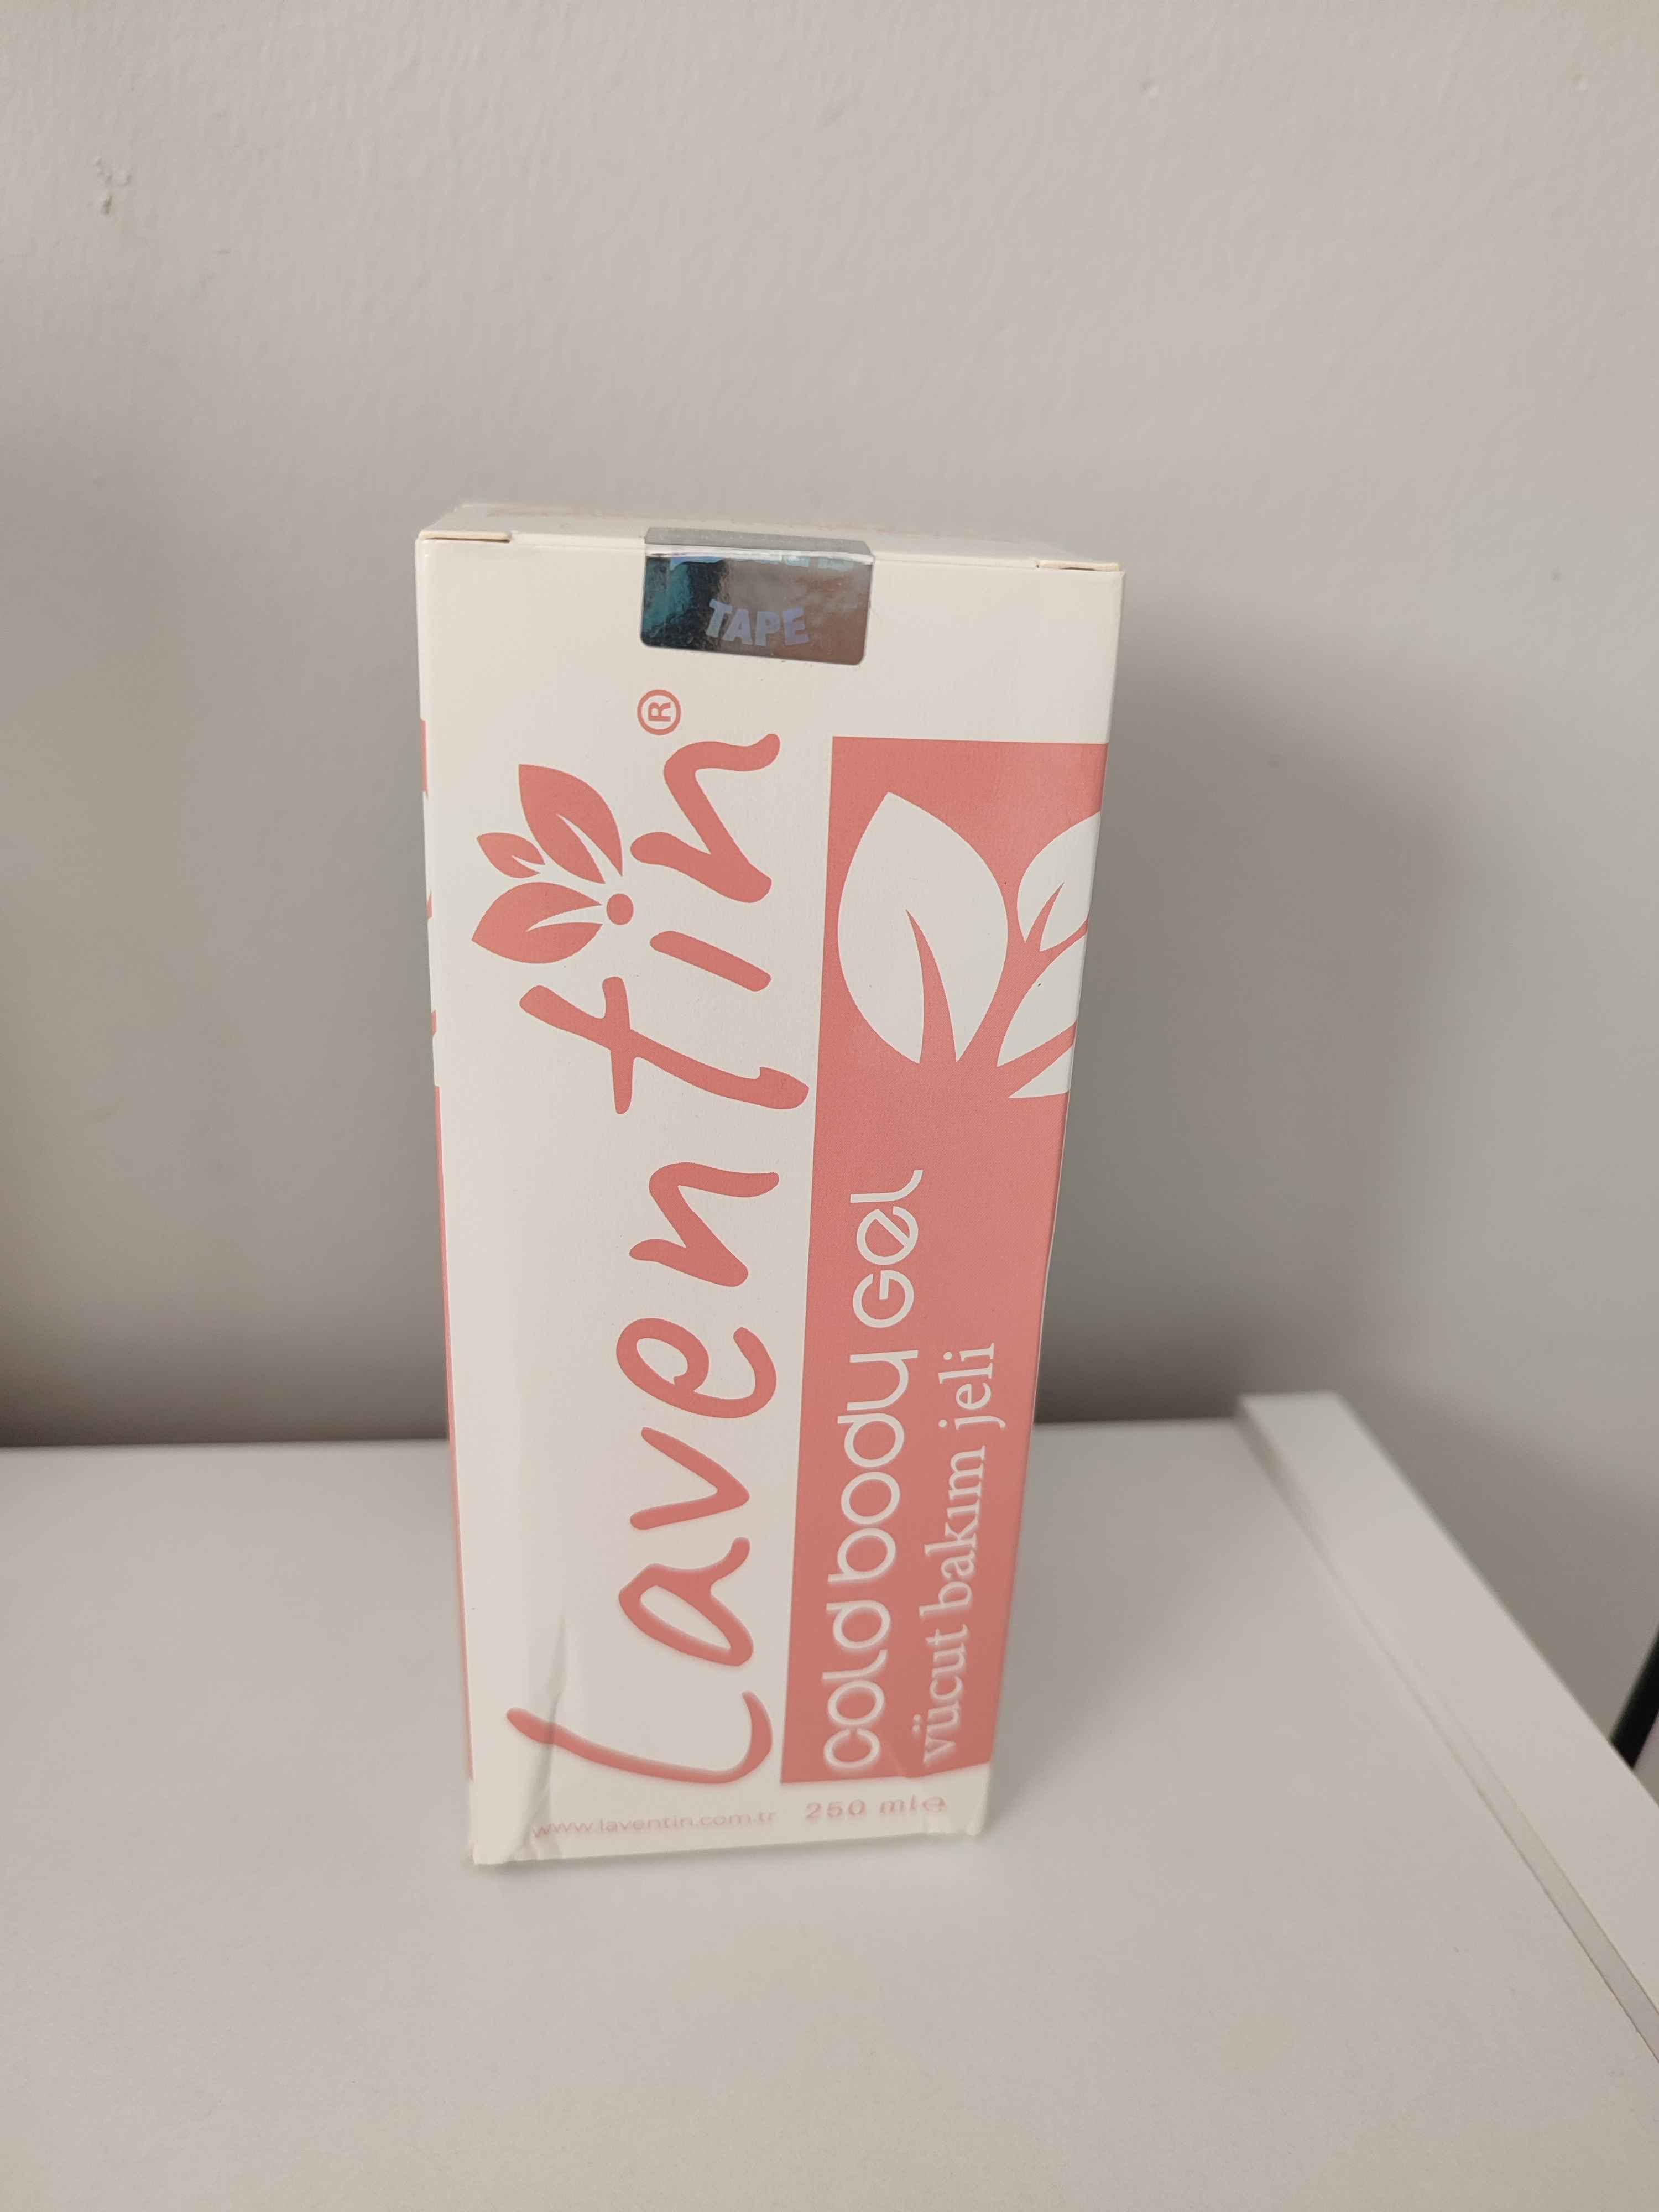 TAPE
Laventin®
cold body gel
vücut bakım jeli
www.laventin.com.tr 250 ml e